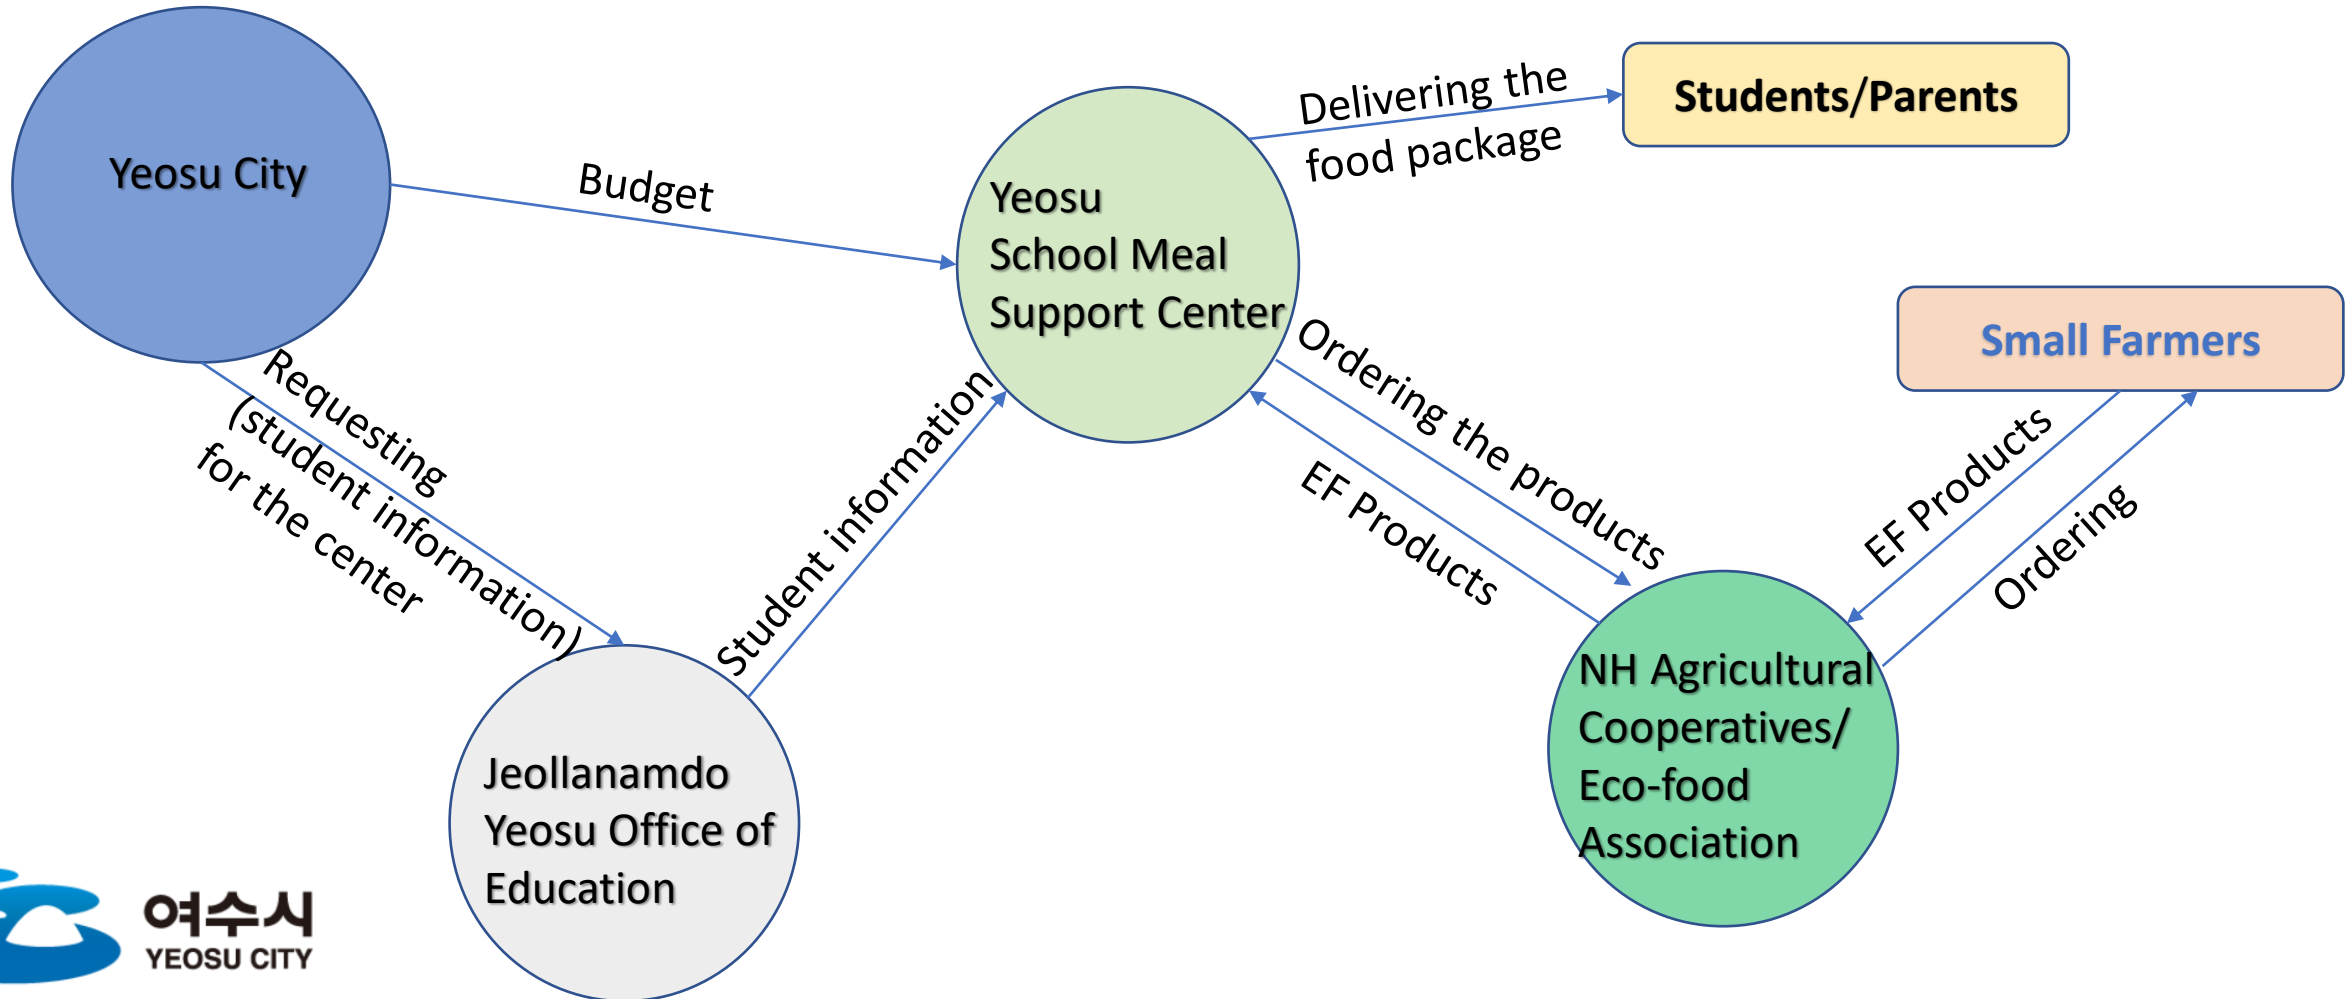 Yeosu City
Budget
Requesting
(student information)
for the center
Student information
Yeosu
School Meal
Support Center
Delivering the
food package
Students/Parents
Ordering the products
EF Products
Small Farmers
EF Products
Ordering
Jeollanamdo
Yeosu Office of
Education
NH Agricultural
Cooperatives/
Eco-food
Association
여수시
YEOSU CITY